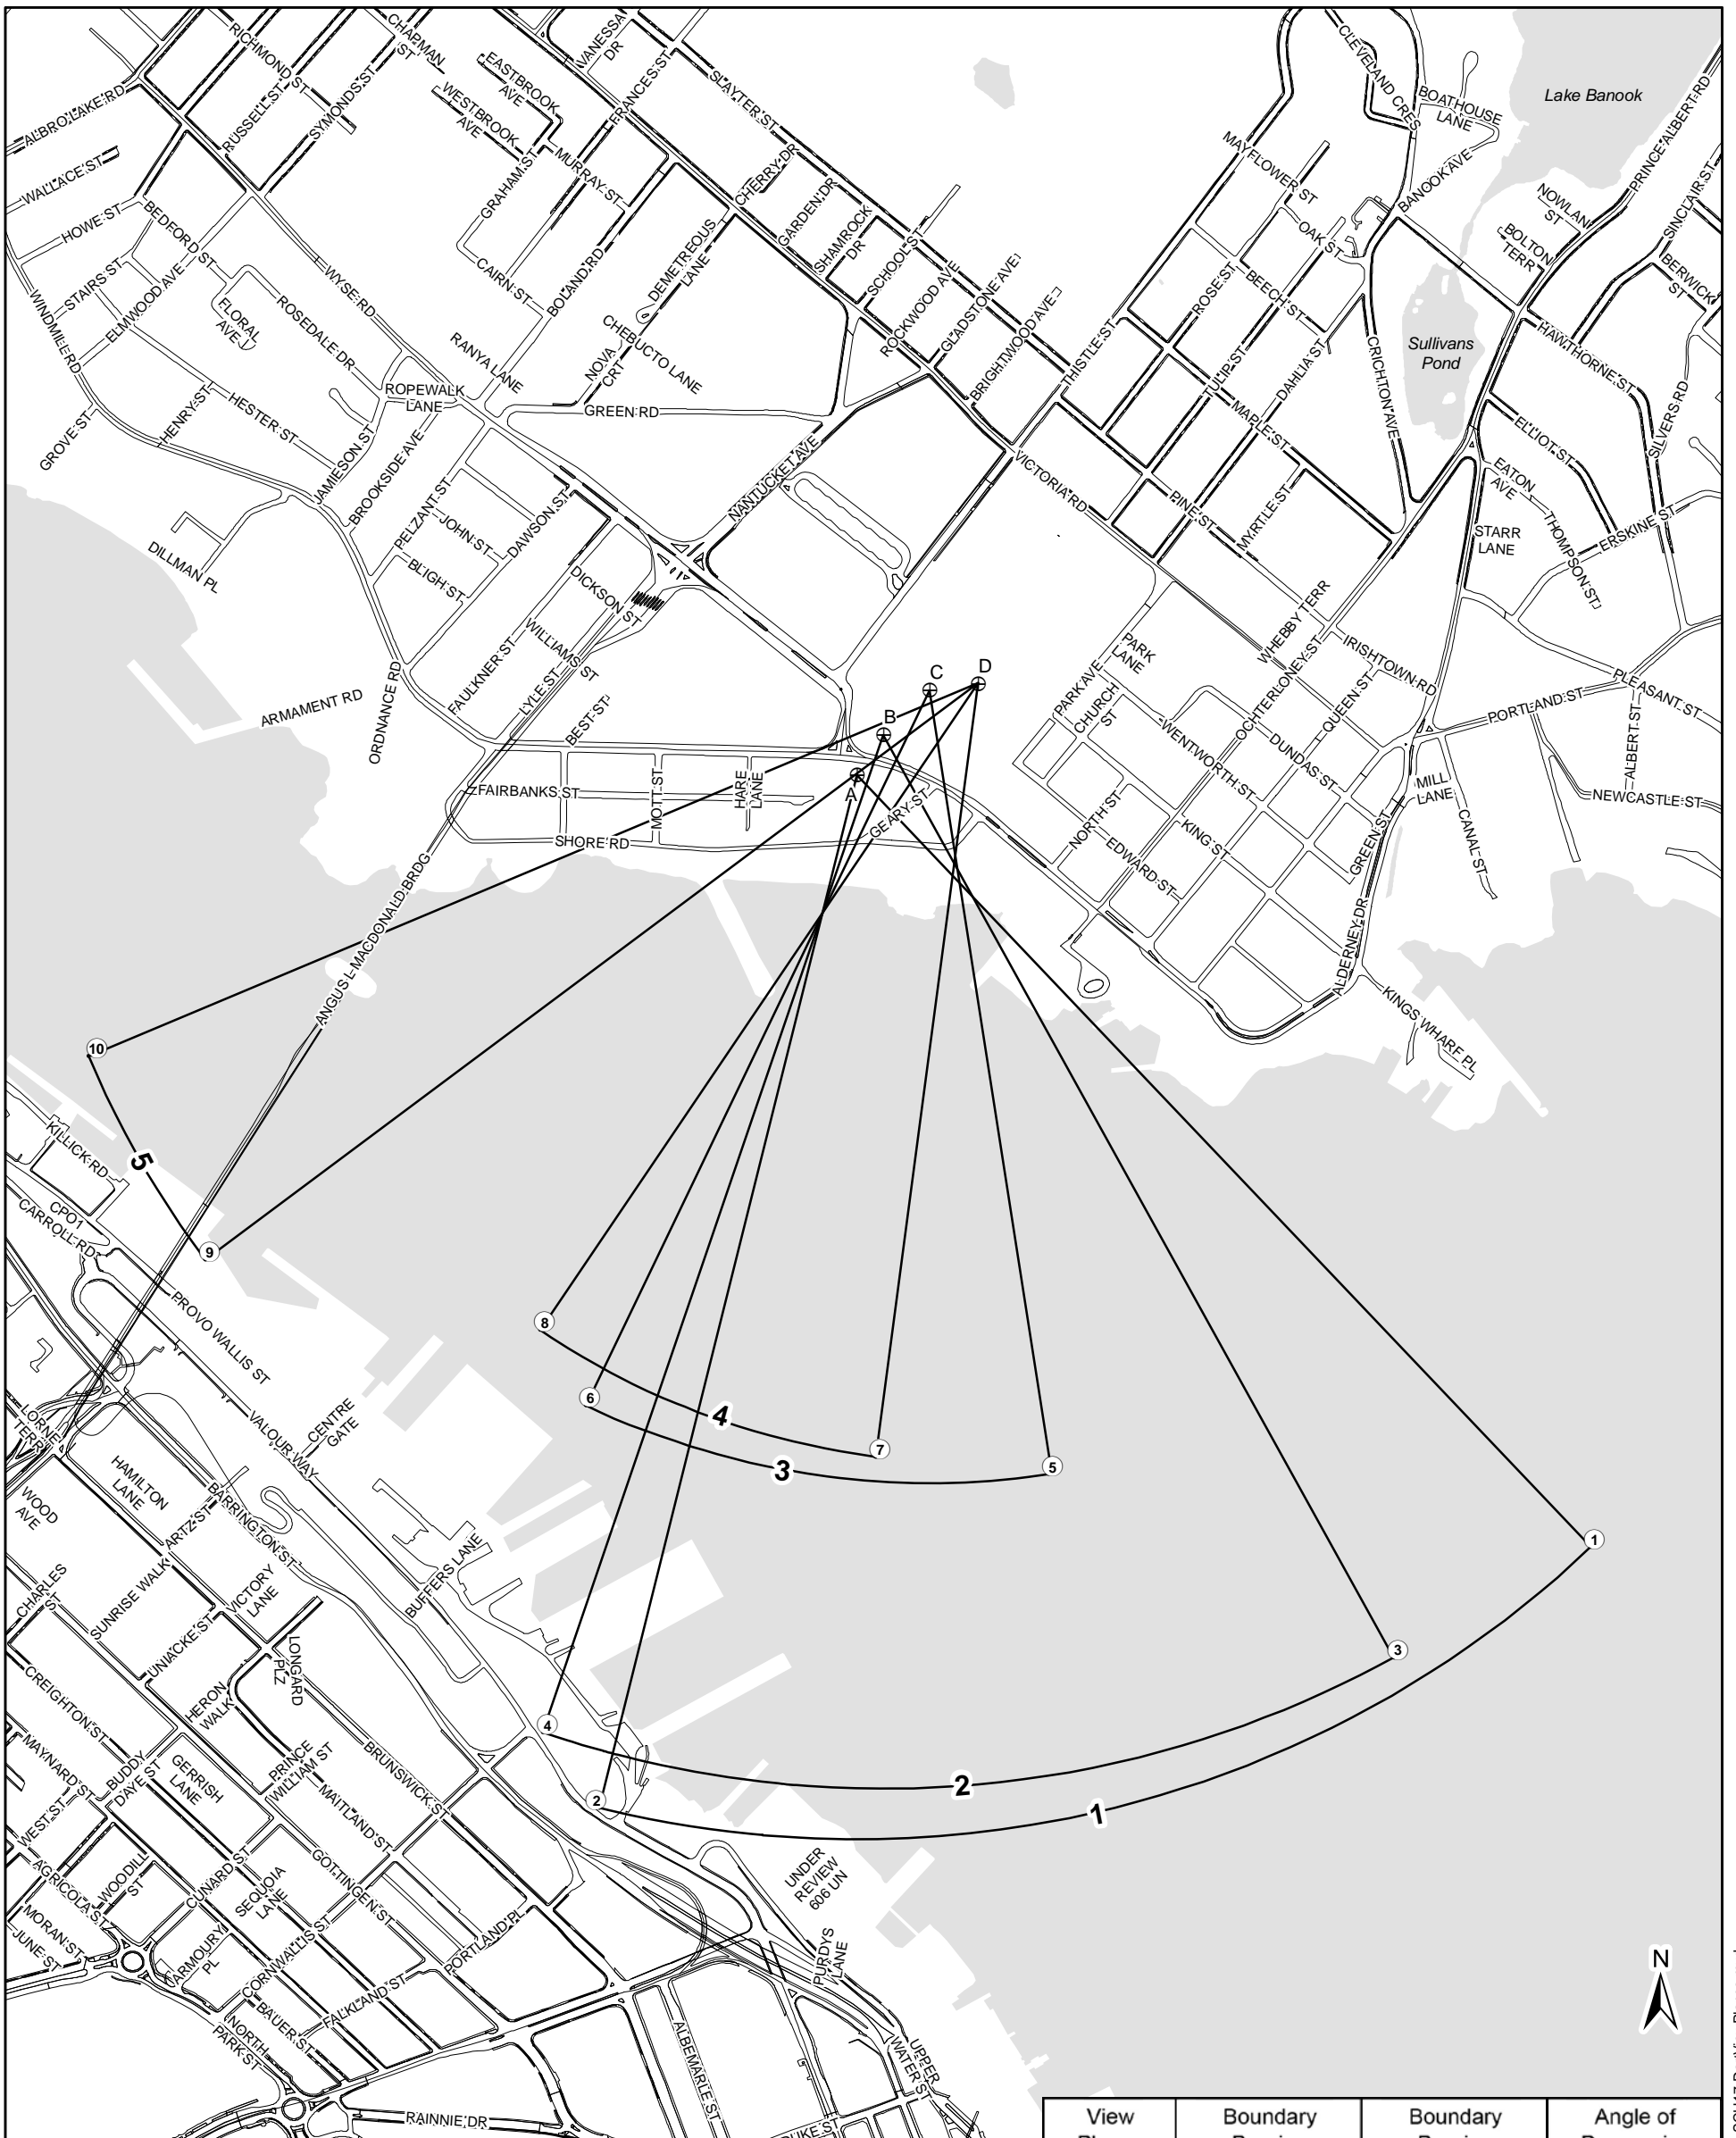 RICHMOND ST
CHAPMAN
ST
VANESSA
DR
CLEVELAND CRES
BOATHOUSE
LANE
Lake Banook
PRINCE ALBERT RD
ALBRO LAKE RD
RUSSELL ST
SYMONDS ST
EASTBROOK
AVE
WESTBROOK
AVE
FRANCES ST
SLAYTER ST
MAYFLOWER ST
BANOOK AVE
NOWLAN
ST
SINCLAIR ST
WALLACE ST
HOWE ST
BEDFORD ST
GRAHAM ST
MURRAY ST
CHERRY DR
GARDEN DR
SHAMROCK
DR
SCHOOL ST
OAK ST
BOLTON
TERR
BERWICK
ST
STAIRS ST
ELMWOOD AVE
FLORAL
AVE
ROSEDALE DR
WYSE RD
CAIRN ST
BOLAND RD
DEMETREOUS
LANE
ROCKWOOD AVE
GLADSTONE AVE
BRIGHTWOOD AVE
ROSE ST
BEECH ST
WINDMILL RD
RANYA LANE
NOVA
CRT
CHEBUCTO LANE
THISTLE ST
TULIP ST
DAHLIA ST
CRICHTON AVE
Sullivans
Pond
HAWTHORNE ST
GROVE ST
HENRY ST
HESTER ST
ROPEWALK
LANE
GREEN RD
MAPLE ST
ELLIOT ST
SILVERS RD
JAMIESON ST
BROOKSIDE AVE
PELZANT ST
JOHN ST
DAWSON ST
NANTUCKET AVE
VICTORIA RD
PINE ST
MYRTLE ST
EATON
AVE
STARR
LANE
THOMPSON ST
ERSKINE ST
DILLMAN PL
BLIGH ST
DICKSON ST
WILLIAMS ST
FAULKNER ST
LYLE ST
BEST ST
PARK
LANE
WHEBBY TERR
IRISHTOWN RD
PLEASANT ST
ARMAMENT RD
ORDNANCE RD
C
D
B
A
PARK AVE
CHURCH
ST
WENTWORTH ST
OCHTERLONEY ST
QUEEN ST
DUNDAS ST
PORTLAND ST
ALBERT ST
FAIRBANKS ST
MOTT ST
HARE
LANE
SHORE RD
GEARY ST
NORTH ST
EDWARD ST
KING ST
GREEN ST
MILL
LANE
CANAL ST
NEWCASTLE ST
ANGUS L MACDONALD BRDG
ALDERNEY DR
KINGS WHARF PL
10
KILLICK RD
5
CPO1
CARROLL RD
9
PROVO WALLIS ST
8
6
4
7
3
5
LORNE
TERR
VALOUR WAY
CENTRE
GATE
HAMILTON
LANE
WOOD
AVE
BARRINGTON ST
ARTZ ST
1
CHARLES
ST
SUNRISE WALK
VICTORY
LANE
BUFFERS LANE
UNIACKE ST
LONGARD
PLZ
3
CREIGHTON ST
HERON
WALK
4
MAYNARD ST
BUDDY
DAYE ST
GERRISH
LANE
PRINCE
WILLIAM ST
BRUNSWICK ST
2
2
1
WEST ST
MAITLAND ST
AGRICOLA ST
WOODILL
ST
CUNARD ST
SEQUOIA
LANE
GOTTINGEN ST
UNDER
REVIEW
606 UN
MORAN ST
JUNE ST
ARMOURY
PL
CORNWALLIS ST
PORTLAND PL
PURDYS
LANE
N
BAUER ST
FALKLAND ST
NORTH
PARK ST
ALBEMARLE ST
UPPER
WATER ST
RAINNIE DR
DUKE ST
View
Boundary
Boundary
Angle of